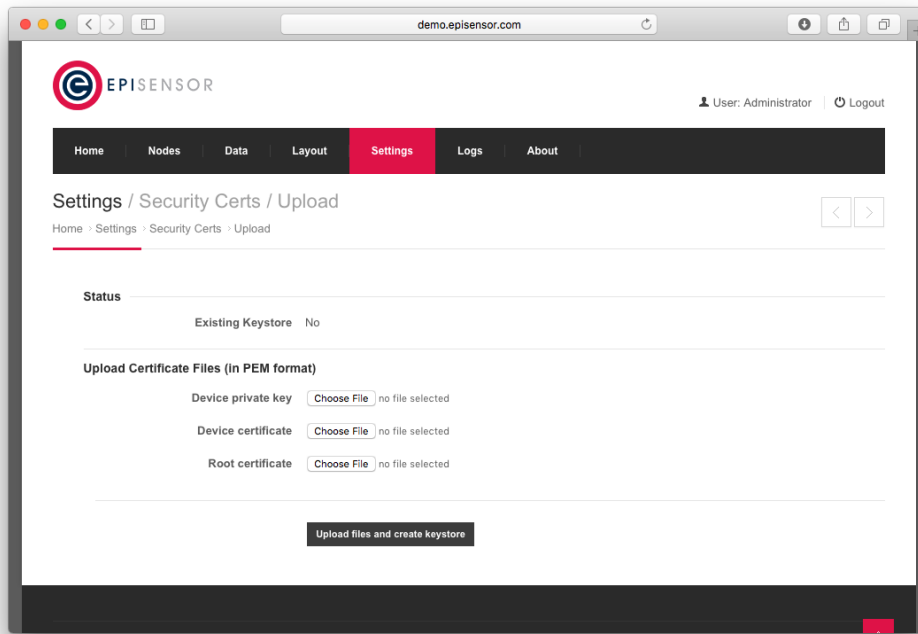 demo.episensor.com
e EPISENSOR
User: Administrator Logout
Home Nodes Data Layout Settings Logs About
Settings / Security Certs / Upload
Home > Settings > Security Certs > Upload
Status
Existing Keystore No
Upload Certificate Files (in PEM format)
Device private key Choose File no file selected
Device certificate Choose File no file selected
Root certificate Choose File no file selected
Upload files and create keystore